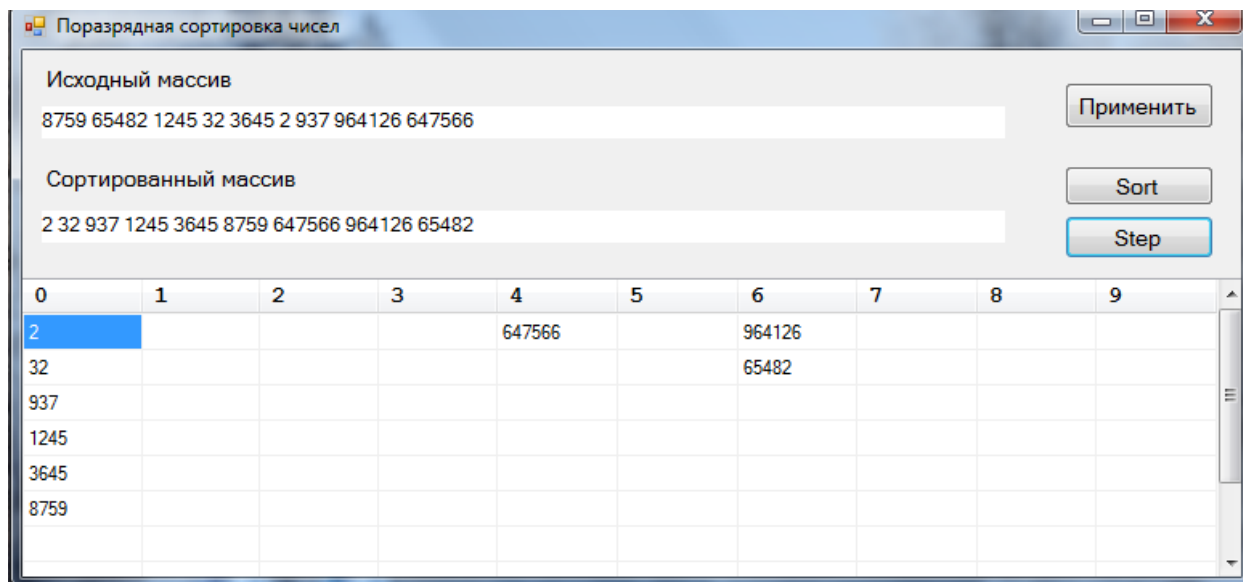 Поразрядная сортировка чисел
Исходный массив
Применить
8759 65482 1245 32 3645 2 937 964126 647566
Сортированный массив
Sort
2 32 937 1245 3645 8759 647566 964126 65482
Step
0 1 2 3 4 5 6 7 8 9
2 647566 964126
32 65482
937
1245
3645
8759